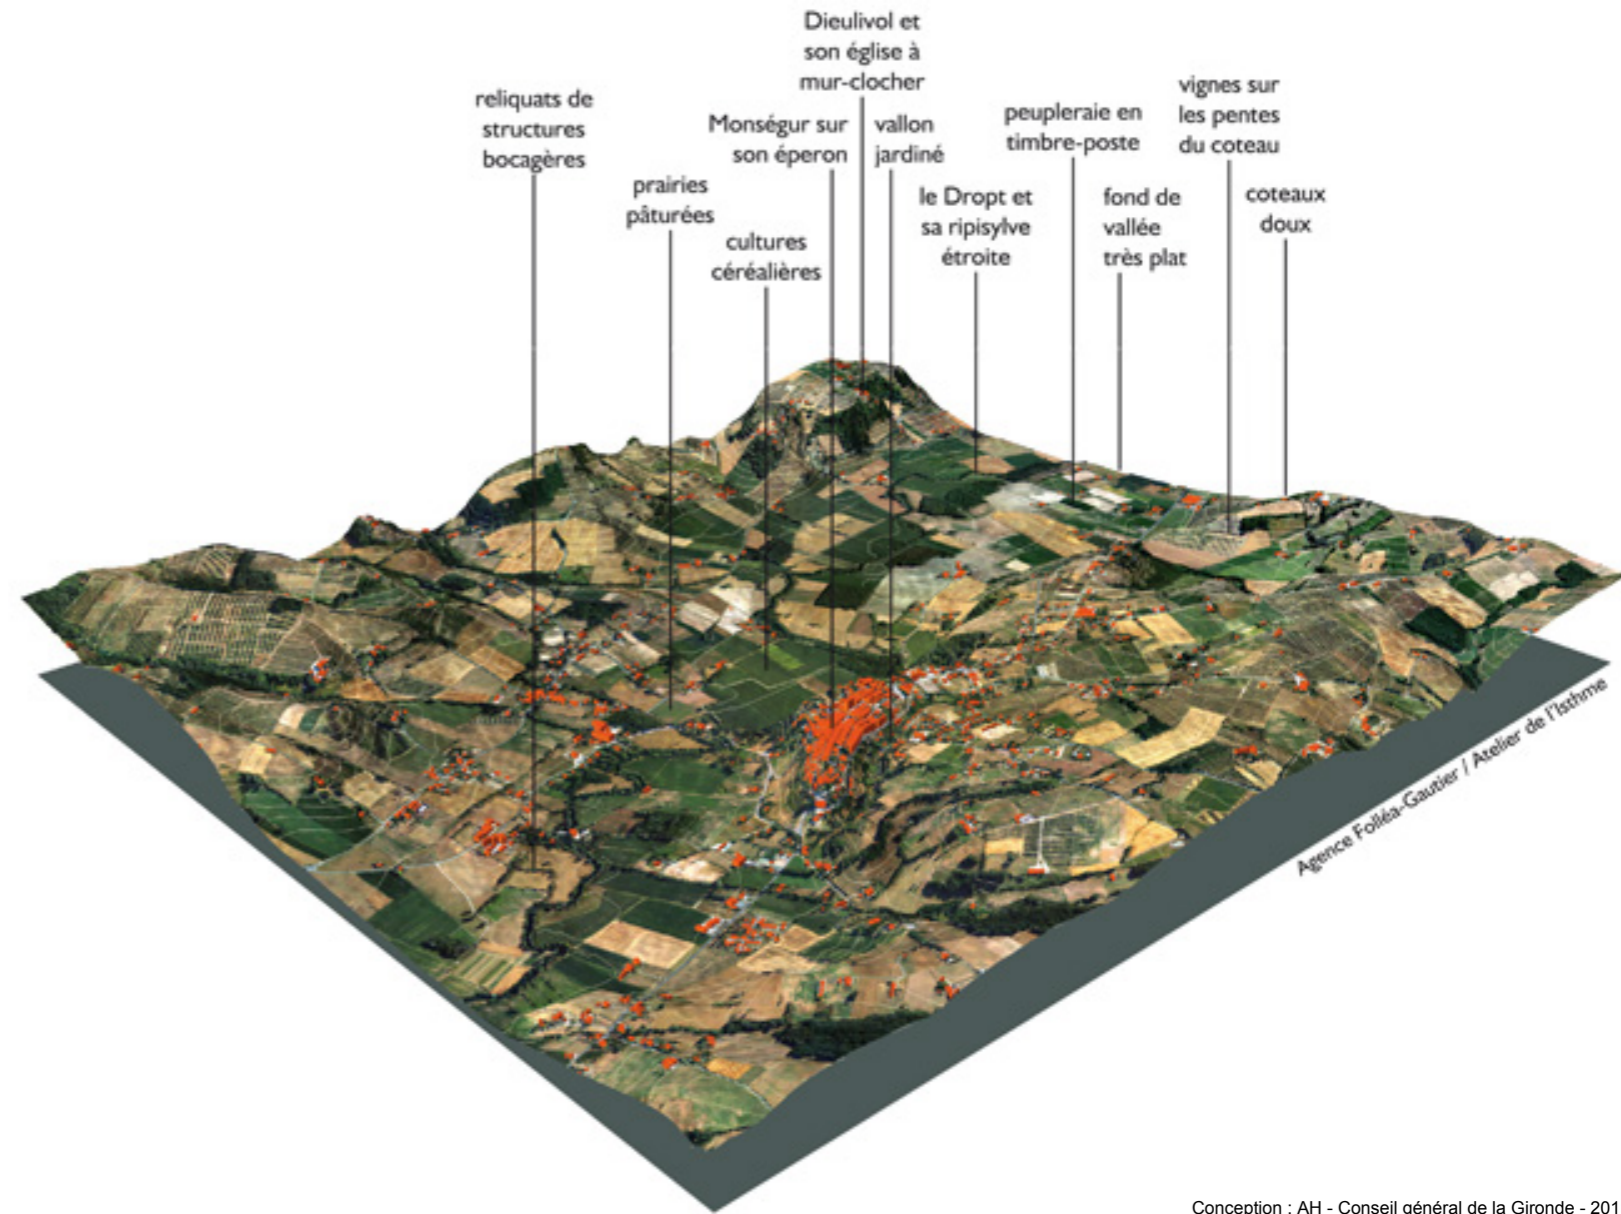 Dieulivol et
son église à
mur-clocher
reliquats de
structures
bocagères
Monségur sur
son éperon
vallon
jardiné
peupleraie en
timbre-poste
vignes sur
les pentes
du coteau
prairies
pâturées
cultures
céréalières
le Dropt et
sa ripisylve
étroite
fond de
vallée
très plat
coteaux
doux
Agence Folléa-Gautier / Atelier de l'Isthme
Conception : AH - Conseil général de la Gironde - 201